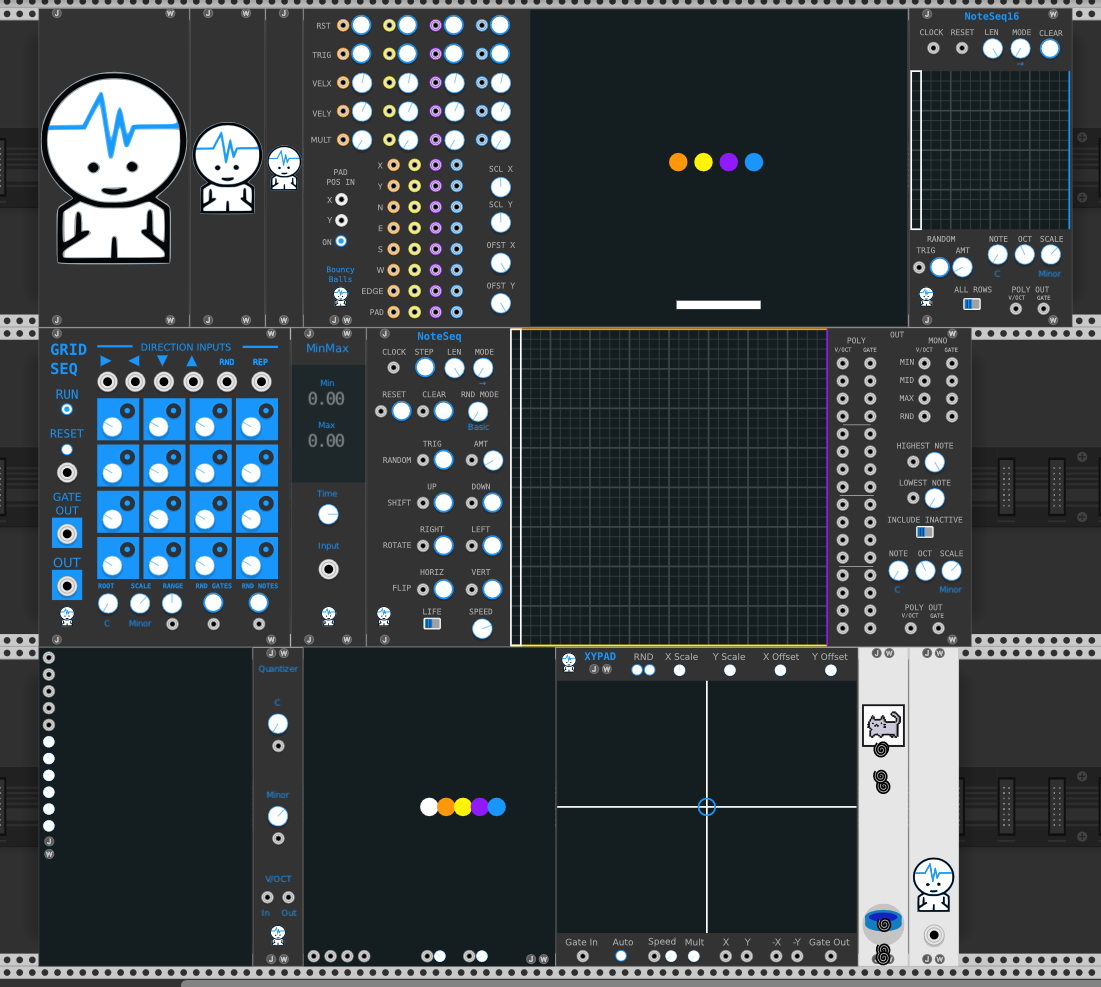 J W J W J
RST
TRIG
VELX
VELY
MULT
PAD
POS IN
X
Y
ON
Bouncy
Balls
X
Y
N
E
S
W
EDGE
PAD
SCL X
SCL Y
OFST X
OFST Y
J W J W J J W
J W
NoteSeq16
CLOCK RESET LEN MODE CLEAR
→
RANDOM
TRIG AMT
NOTE OCT SCALE
C Minor
ALL ROWS POLY OUT
V/OCT GATE
J W
J W
GRID
SEQ
DIRECTION INPUTS
RND REP
RUN
RESET
GATE
OUT
OUT
ROOT SCALE RANGE RND GATES RND NOTES
C Minor
J W
MinMax
Min
0.00
Max
0.00
Time
Input
J W
J W
NoteSeq
CLOCK STEP LEN MODE
→
RESET CLEAR RND MODE
Basic
TRIG AMT
RANDOM
UP DOWN
SHIFT
RIGHT LEFT
ROTATE
HORIZ VERT
FLIP
LIFE SPEED
J
OUT
POLY MONO
V/OCT GATE V/OCT GATE
MIN
MID
MAX
RND
HIGHEST NOTE
LOWEST NOTE
INCLUDE INACTIVE
NOTE OCT SCALE
C Minor
POLY OUT
V/OCT GATE
W
J
W
J W
Quantizer
C
Minor
V/OCT
In Out
J W
J W
XYPAD
J W
RND X Scale Y Scale X Offset Y Offset
Gate In Auto Speed Mult X Y -X -Y Gate Out
J W J W
J W